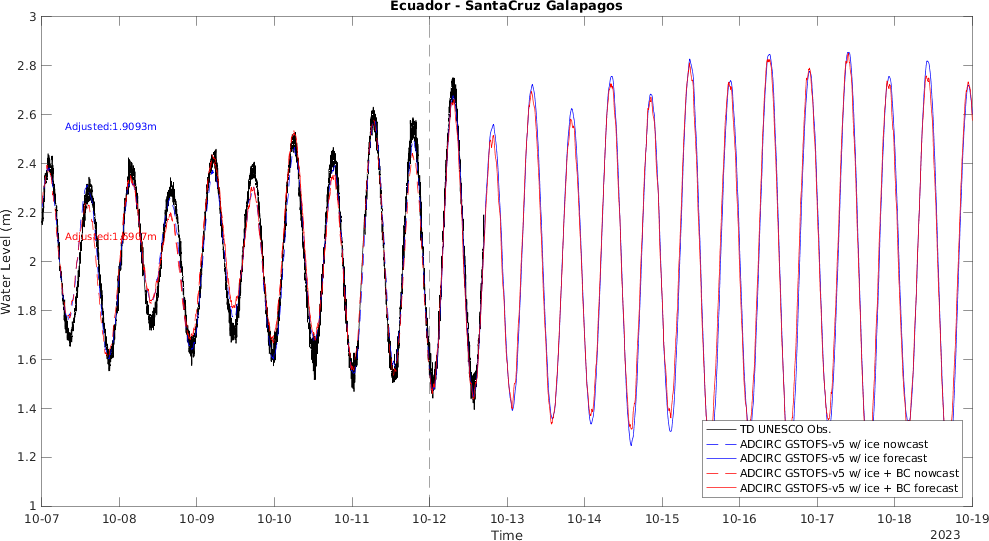 Ecuador - SantaCruz Galapagos
3
2.8
2.6
2.4
2.2
2
1.8
1.6
1.4
1.2
1
Water Level (m)
Adjusted:1.9093m
Adjusted:1.6907m
TD UNESCO Obs.
ADCIRC GSTOFS-v5 w/ ice nowcast
ADCIRC GSTOFS-v5 w/ ice forecast
ADCIRC GSTOFS-v5 w/ ice + BC nowcast
ADCIRC GSTOFS-v5 w/ ice + BC forecast
10-07 10-08 10-09 10-10 10-11 10-12 10-13 10-14 10-15 10-16 10-17 10-18 10-19
Time
2023